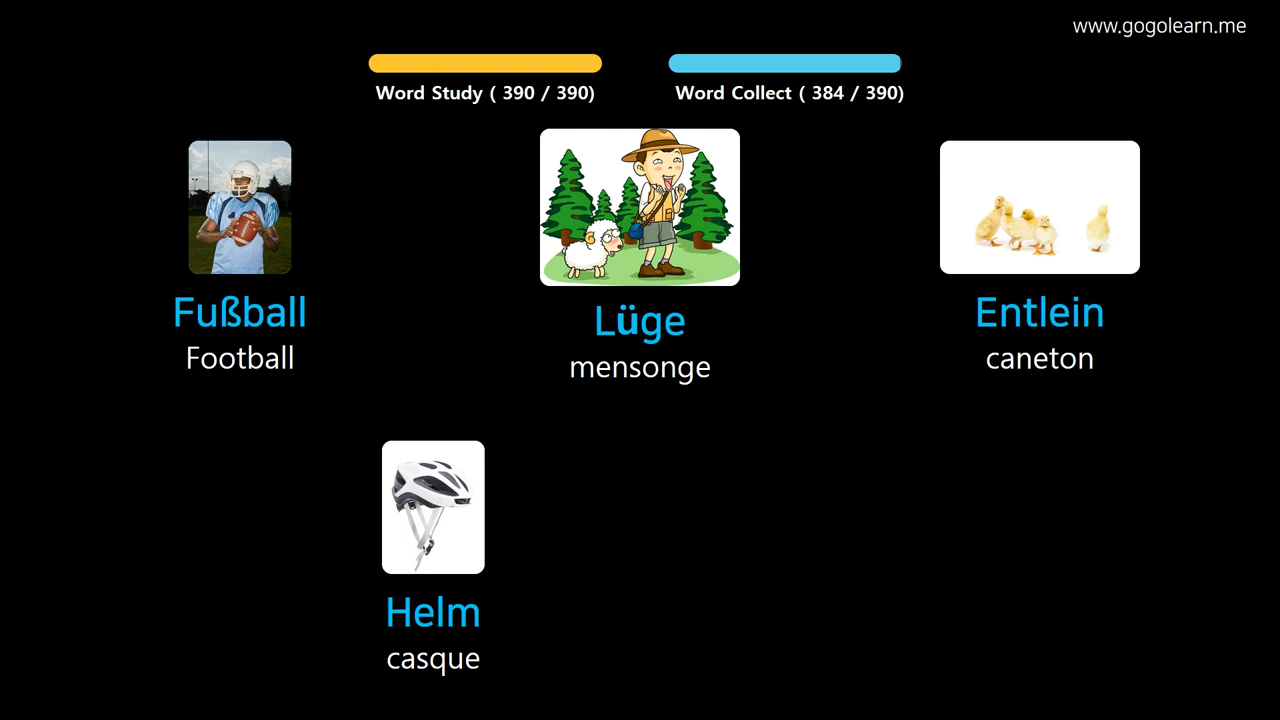 www.gogolearn.me
Word Study ( 390 / 390)
Word Collect ( 384 / 390)
Fußball
Football
Lüge
mensonge
Entlein
caneton
Helm
casque